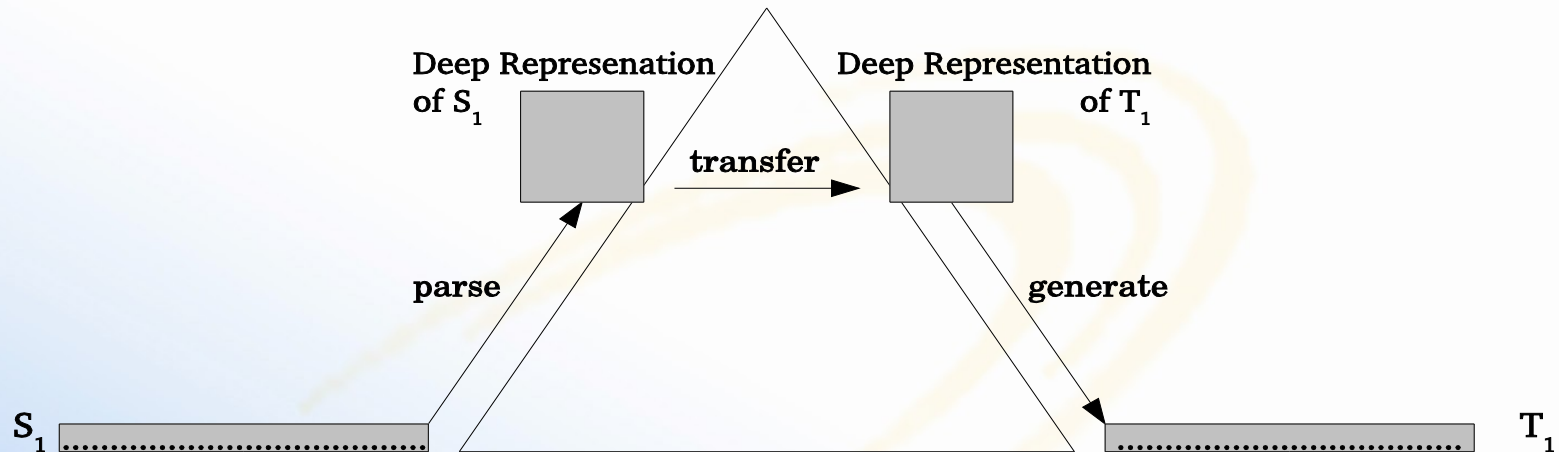 Deep Represenation
of S₁
Deep Representation
of T₁
transfer
parse
generate
S₁
T₁